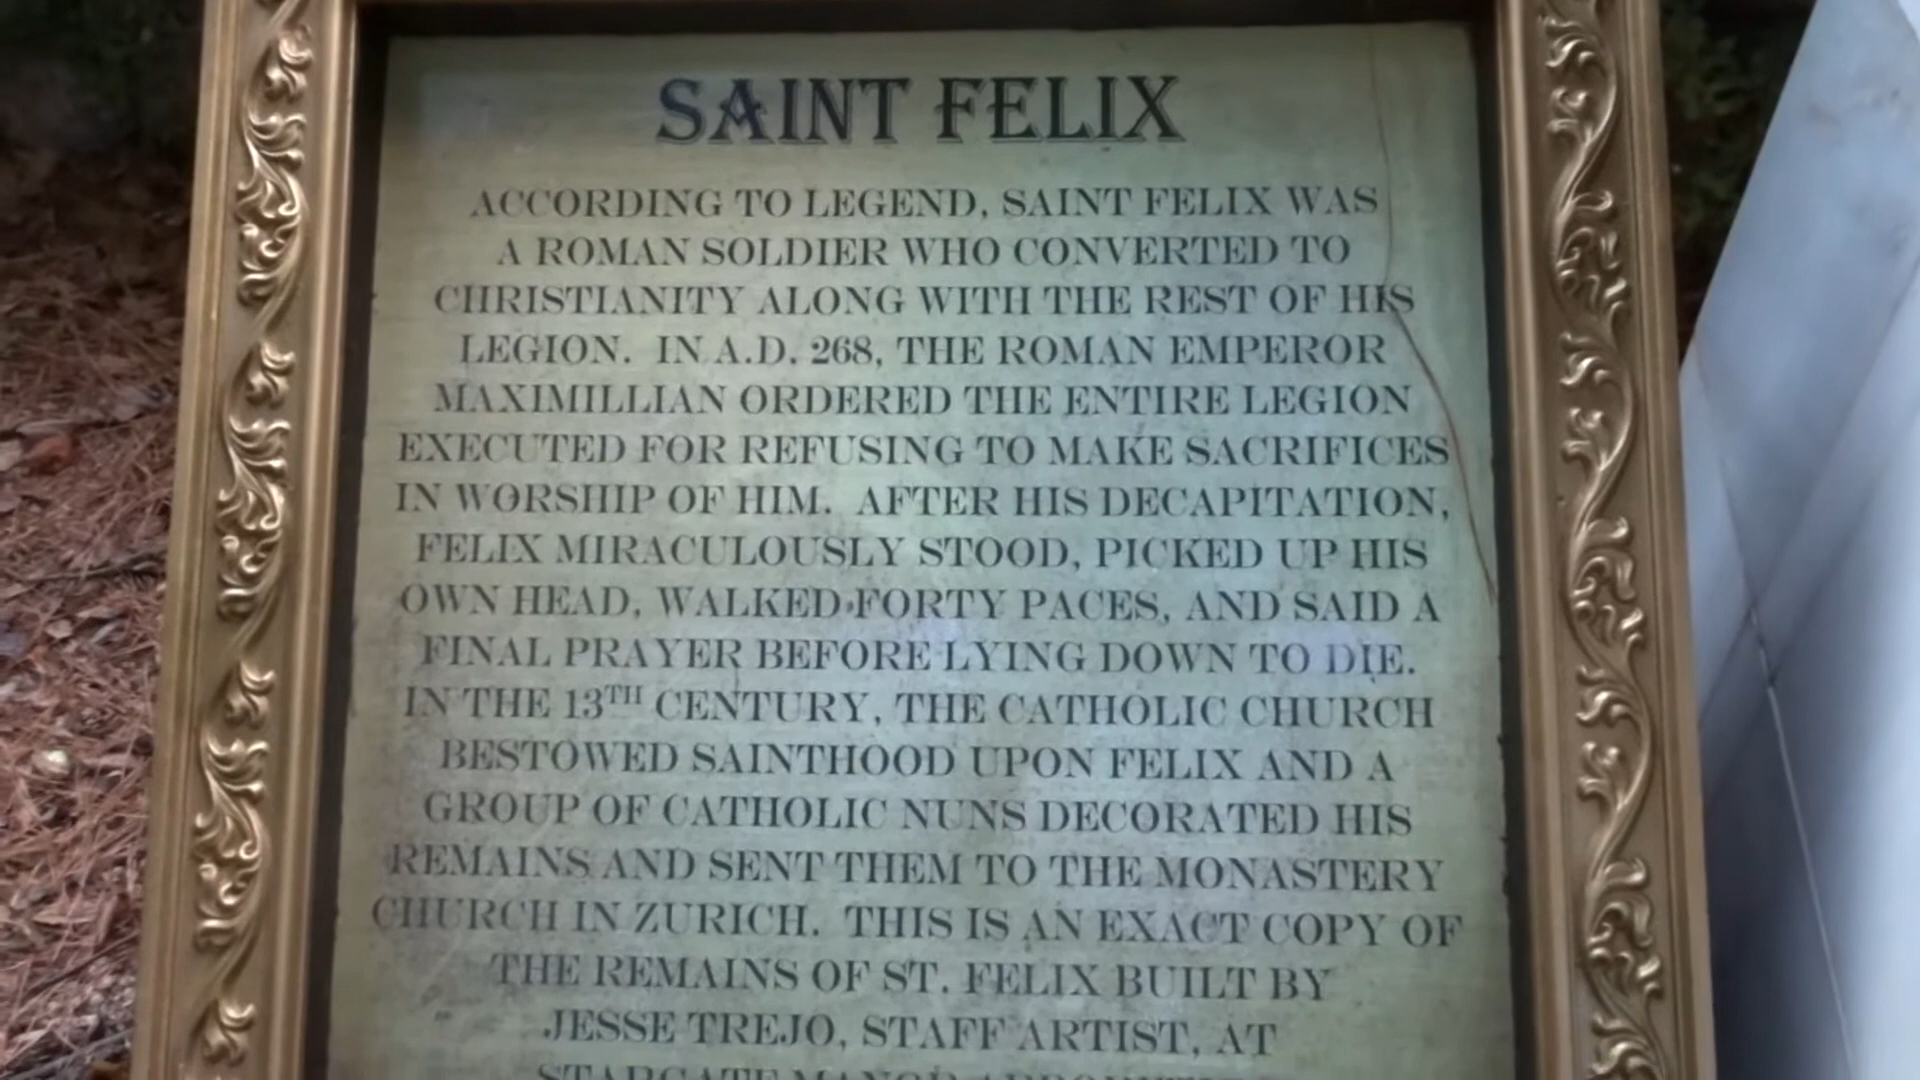 SAINT FELIX
ACCORDING TO LEGEND, SAINT FELIX WAS
A ROMAN SOLDIER WHO CONVERTED TO
CHRISTIANITY ALONG WITH THE REST OF HIS
LEGION. IN A.D. 268, THE ROMAN EMPEROR
MAXIMILLIAN ORDERED THE ENTIRE LEGION
EXECUTED FOR REFUSING TO MAKE SACRIFICES
IN WORSHIP OF HIM. AFTER HIS DECAPITATION,
FELIX MIRACULOUSLY STOOD, PICKED UP HIS
OWN HEAD, WALKED FORTY PACES, AND SAID A
FINAL PRAYER BEFORE LYING DOWN TO DIE.
IN THE 13TH CENTURY, THE CATHOLIC CHURCH
BESTOWED SAINTHOOD UPON FELIX AND A
GROUP OF CATHOLIC NUNS DECORATED HIS
REMAINS AND SENT THEM TO THE MONASTERY
CHURCH IN ZURICH. THIS IS AN EXACT COPY OF
THE REMAINS OF ST. FELIX BUILT BY
JESSE TREJO, STAFF ARTIST, AT
STARGATE MANOR